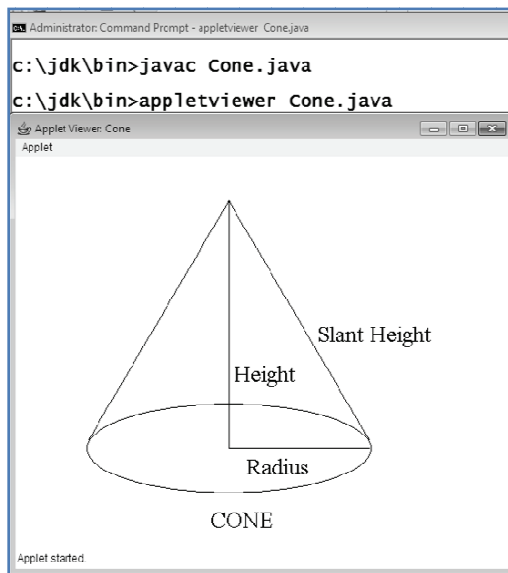 Administrator: Command Prompt - appletviewer Cone.java
c:\jdk\bin>javac Cone.java
c:\jdk\bin>appletviewer Cone.java
Applet Viewer: Cone
Applet
Slant Height
Height
Radius
CONE
Applet started.